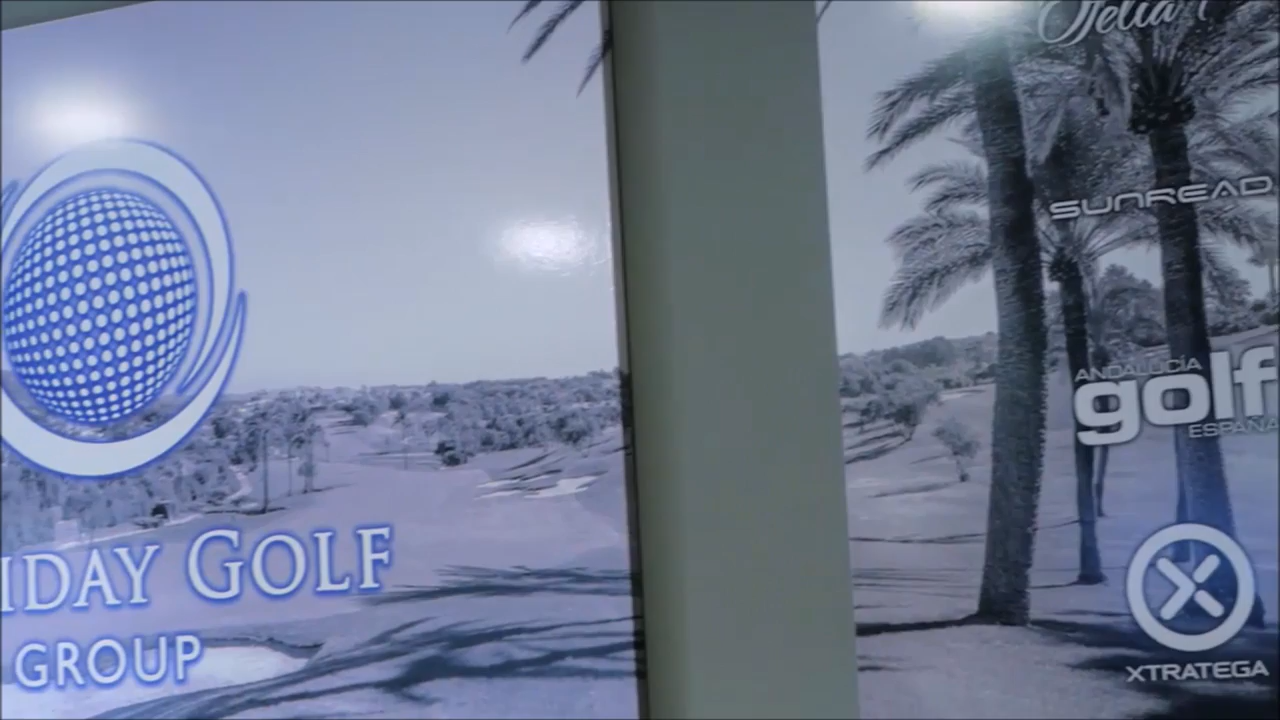 IDAY GOLF
GROUP
SUNREAD
ANDALUCÍA
golf
ESPAÑA
XTRATEGA